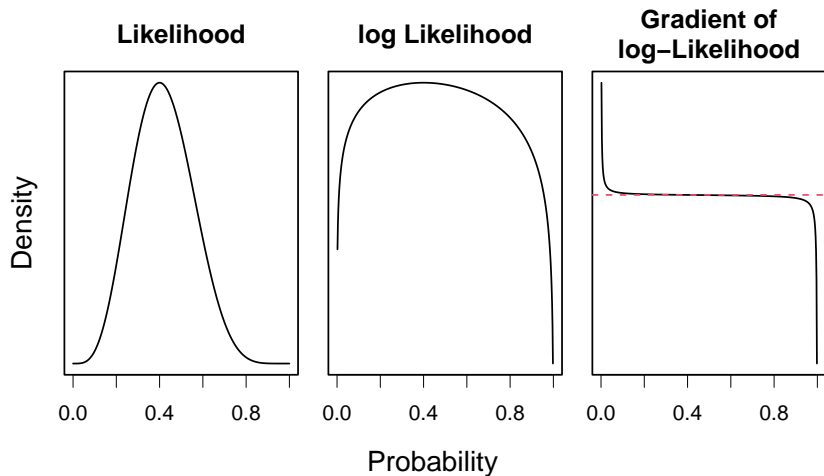 Likelihood
log Likelihood
Gradient of
log−Likelihood
Density
0.0 0.4 0.8
0.0 0.4 0.8
0.0 0.4 0.8
Probability